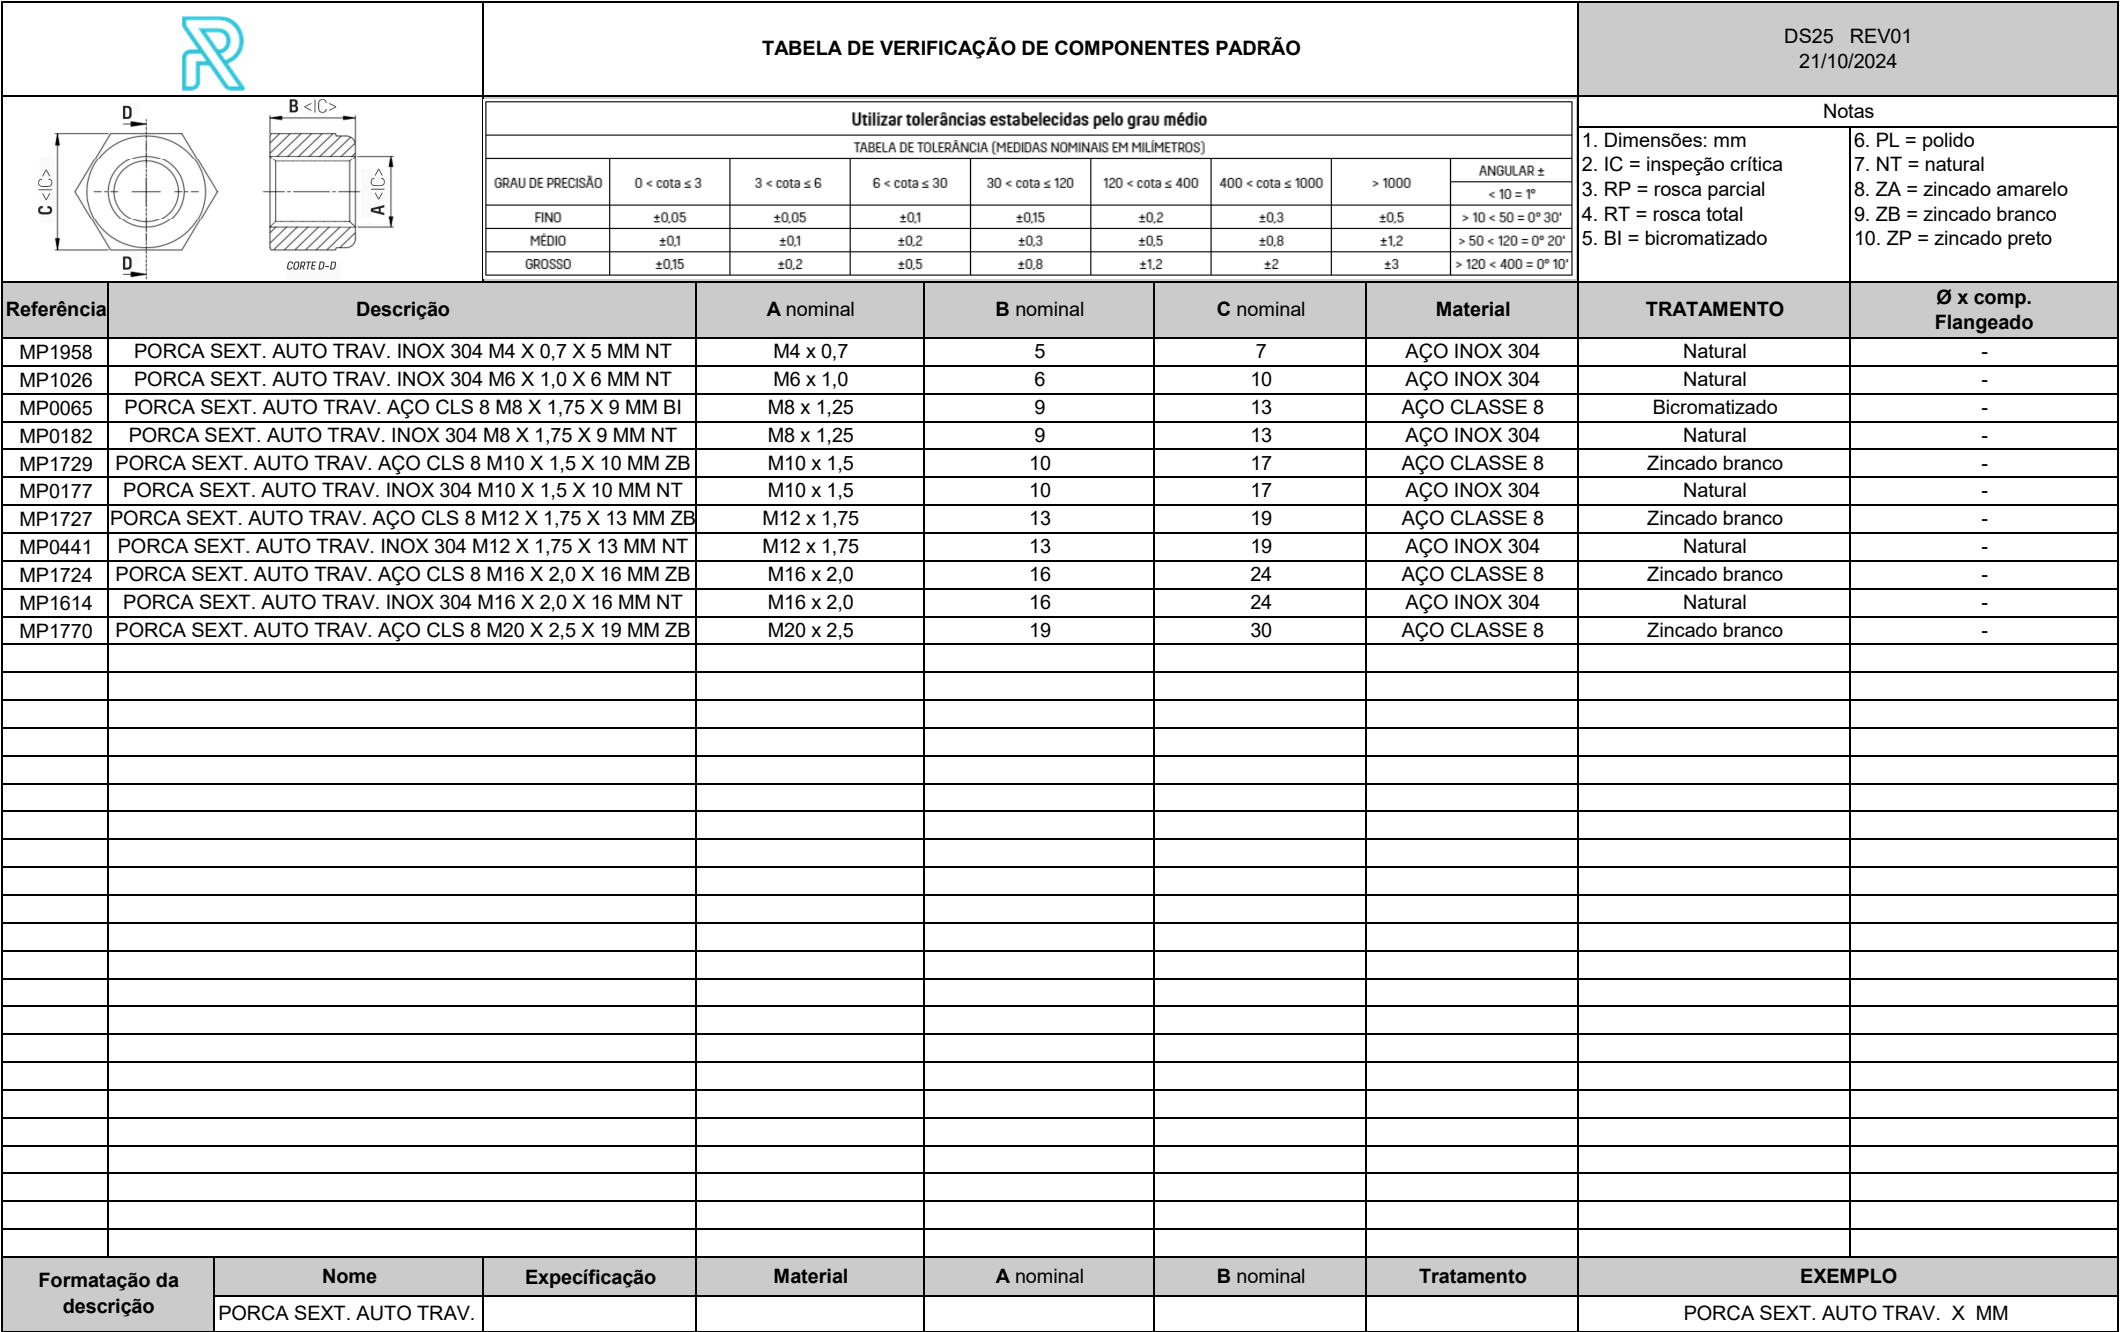 TABELA DE VERIFICAÇÃO DE COMPONENTES PADRÃO
DS25 REV01
21/10/2024
D
D
C <IC>
B <IC>
A <IC>
CORTE D-D
Utilizar tolerâncias estabelecidas pelo grau médio
TABELA DE TOLERÂNCIA (MEDIDAS NOMINAIS EM MILÍMETROS)
GRAU DE PRECISÃO 0 < cota ≤ 3 3 < cota ≤ 6 6 < cota ≤ 30 30 < cota ≤ 120 120 < cota ≤ 400 400 < cota ≤ 1000 > 1000 ANGULAR ±
< 10 = 1º
FINO ±0,05 ±0,05 ±0,1 ±0,15 ±0,2 ±0,3 ±0,5 > 10 < 50 = 0º 30'
MÉDIO ±0,1 ±0,1 ±0,2 ±0,3 ±0,5 ±0,8 ±1,2 > 50 < 120 = 0º 20'
GROSSO ±0,15 ±0,2 ±0,5 ±0,8 ±1,2 ±2 ±3 > 120 < 400 = 0º 10'
Notas
1. Dimensões: mm
2. IC = inspeção crítica
3. RP = rosca parcial
4. RT = rosca total
5. BI = bicromatizado
6. PL = polido
7. NT = natural
8. ZA = zincado amarelo
9. ZB = zincado branco
10. ZP = zincado preto
Referência Descrição A nominal B nominal C nominal Material TRATAMENTO Ø x comp. Flangeado
MP1958 PORCA SEXT. AUTO TRAV. INOX 304 M4 X 0,7 X 5 MM NT M4 x 0,7 5 7 AÇO INOX 304 Natural -
MP1026 PORCA SEXT. AUTO TRAV. INOX 304 M6 X 1,0 X 6 MM NT M6 x 1,0 6 10 AÇO INOX 304 Natural -
MP0065 PORCA SEXT. AUTO TRAV. AÇO CLS 8 M8 X 1,75 X 9 MM BI M8 x 1,25 9 13 AÇO CLASSE 8 Bicromatizado -
MP0182 PORCA SEXT. AUTO TRAV. INOX 304 M8 X 1,75 X 9 MM NT M8 x 1,25 9 13 AÇO INOX 304 Natural -
MP1729 PORCA SEXT. AUTO TRAV. AÇO CLS 8 M10 X 1,5 X 10 MM ZB M10 x 1,5 10 17 AÇO CLASSE 8 Zincado branco -
MP0177 PORCA SEXT. AUTO TRAV. INOX 304 M10 X 1,5 X 10 MM NT M10 x 1,5 10 17 AÇO INOX 304 Natural -
MP1727 PORCA SEXT. AUTO TRAV. AÇO CLS 8 M12 X 1,75 X 13 MM ZB M12 x 1,75 13 19 AÇO CLASSE 8 Zincado branco -
MP0441 PORCA SEXT. AUTO TRAV. INOX 304 M12 X 1,75 X 13 MM NT M12 x 1,75 13 19 AÇO INOX 304 Natural -
MP1724 PORCA SEXT. AUTO TRAV. AÇO CLS 8 M16 X 2,0 X 16 MM ZB M16 x 2,0 16 24 AÇO CLASSE 8 Zincado branco -
MP1614 PORCA SEXT. AUTO TRAV. INOX 304 M16 X 2,0 X 16 MM NT M16 x 2,0 16 24 AÇO INOX 304 Natural -
MP1770 PORCA SEXT. AUTO TRAV. AÇO CLS 8 M20 X 2,5 X 19 MM ZB M20 x 2,5 19 30 AÇO CLASSE 8 Zincado branco -
Formatação da descrição Nome Expecíficação Material A nominal B nominal Tratamento EXEMPLO
PORCA SEXT. AUTO TRAV. PORCA SEXT. AUTO TRAV. X MM